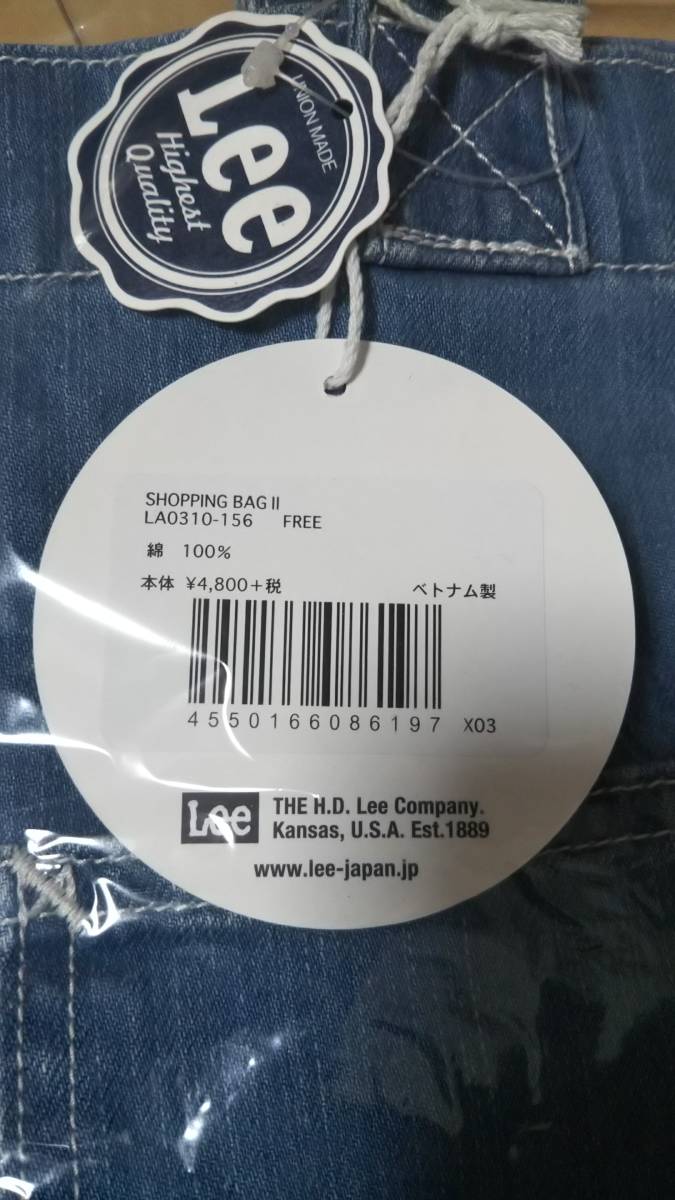 UNION MADE
Lee
Highest
Quality
SHOPPING BAG II
LA0310-156 FREE
綿 100%
本体 ¥4,800+税 ベトナム製
4550166086197 X03
Lee THE H.D. Lee Company.
Kansas, U.S.A. Est.1889
www.lee-japan.jp